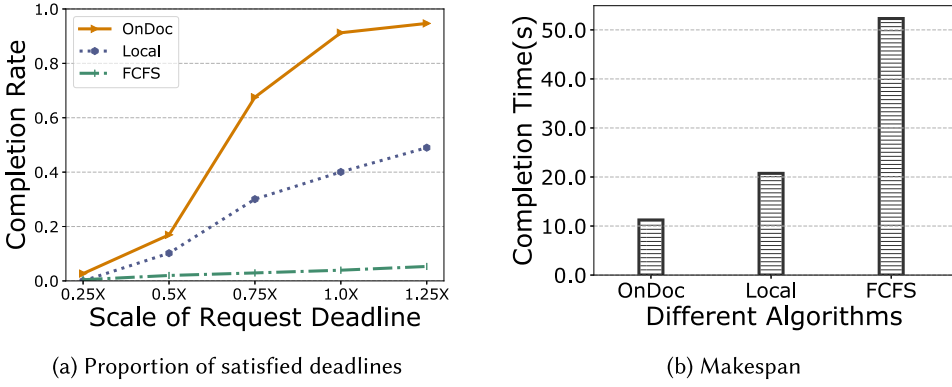 1.0
0.8
0.6
0.4
0.2
0.0
Completion Rate
OnDoc
Local
FCFS
0.25X 0.5X 0.75X 1.0X 1.25X
Scale of Request Deadline
(a) Proportion of satisfied deadlines
50.0
40.0
30.0
20.0
10.0
0.0
Completion Time(s)
OnDoc Local FCFS
Different Algorithms
(b) Makespan